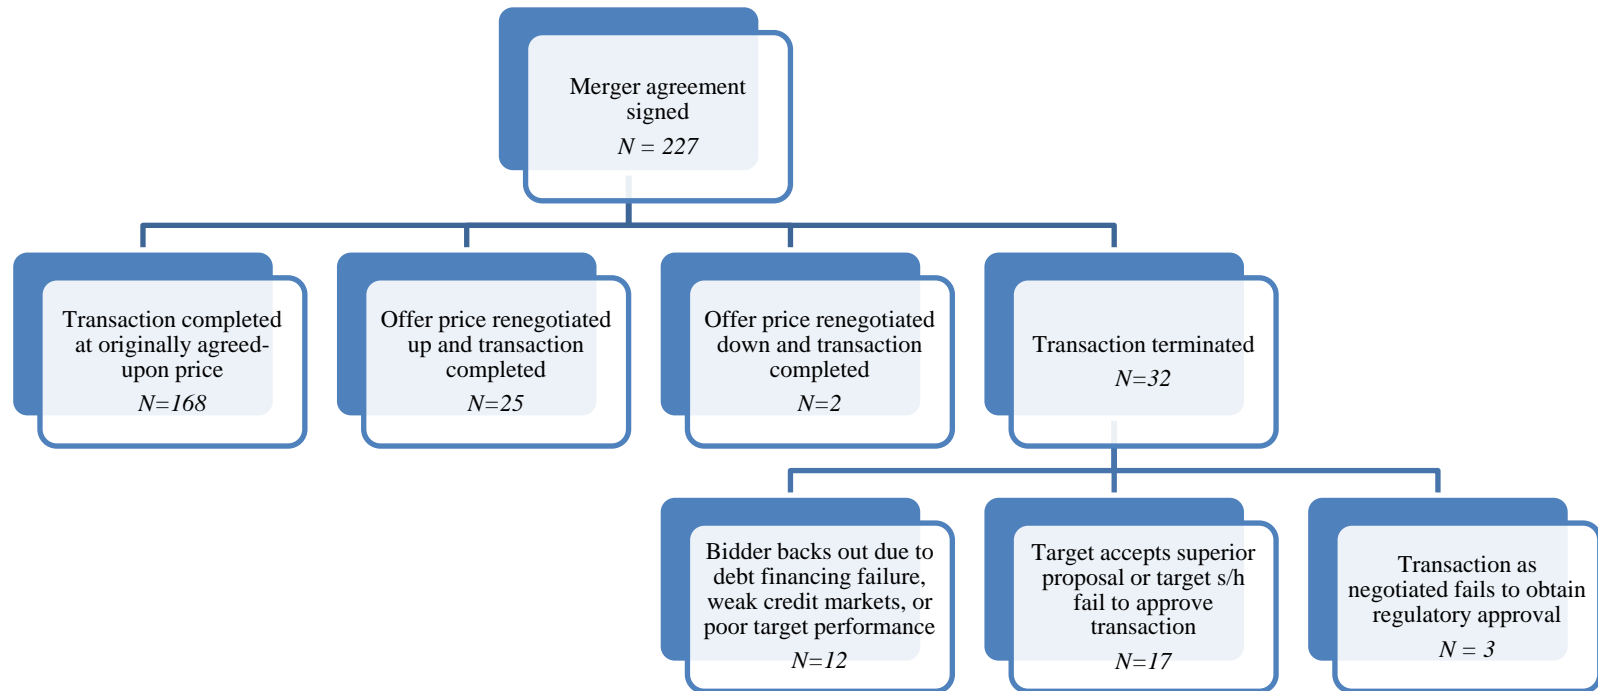 Merger agreement
signed
N = 227
Transaction completed
at originally agreed-
upon price
N=168
Offer price renegotiated
up and transaction
completed
N=25
Offer price renegotiated
down and transaction
completed
N=2
Transaction terminated
N=32
Bidder backs out due to
debt financing failure,
weak credit markets, or
poor target performance
N=12
Target accepts superior
proposal or target s/h
fail to approve
transaction
N=17
Transaction as
negotiated fails to obtain
regulatory approval
N = 3